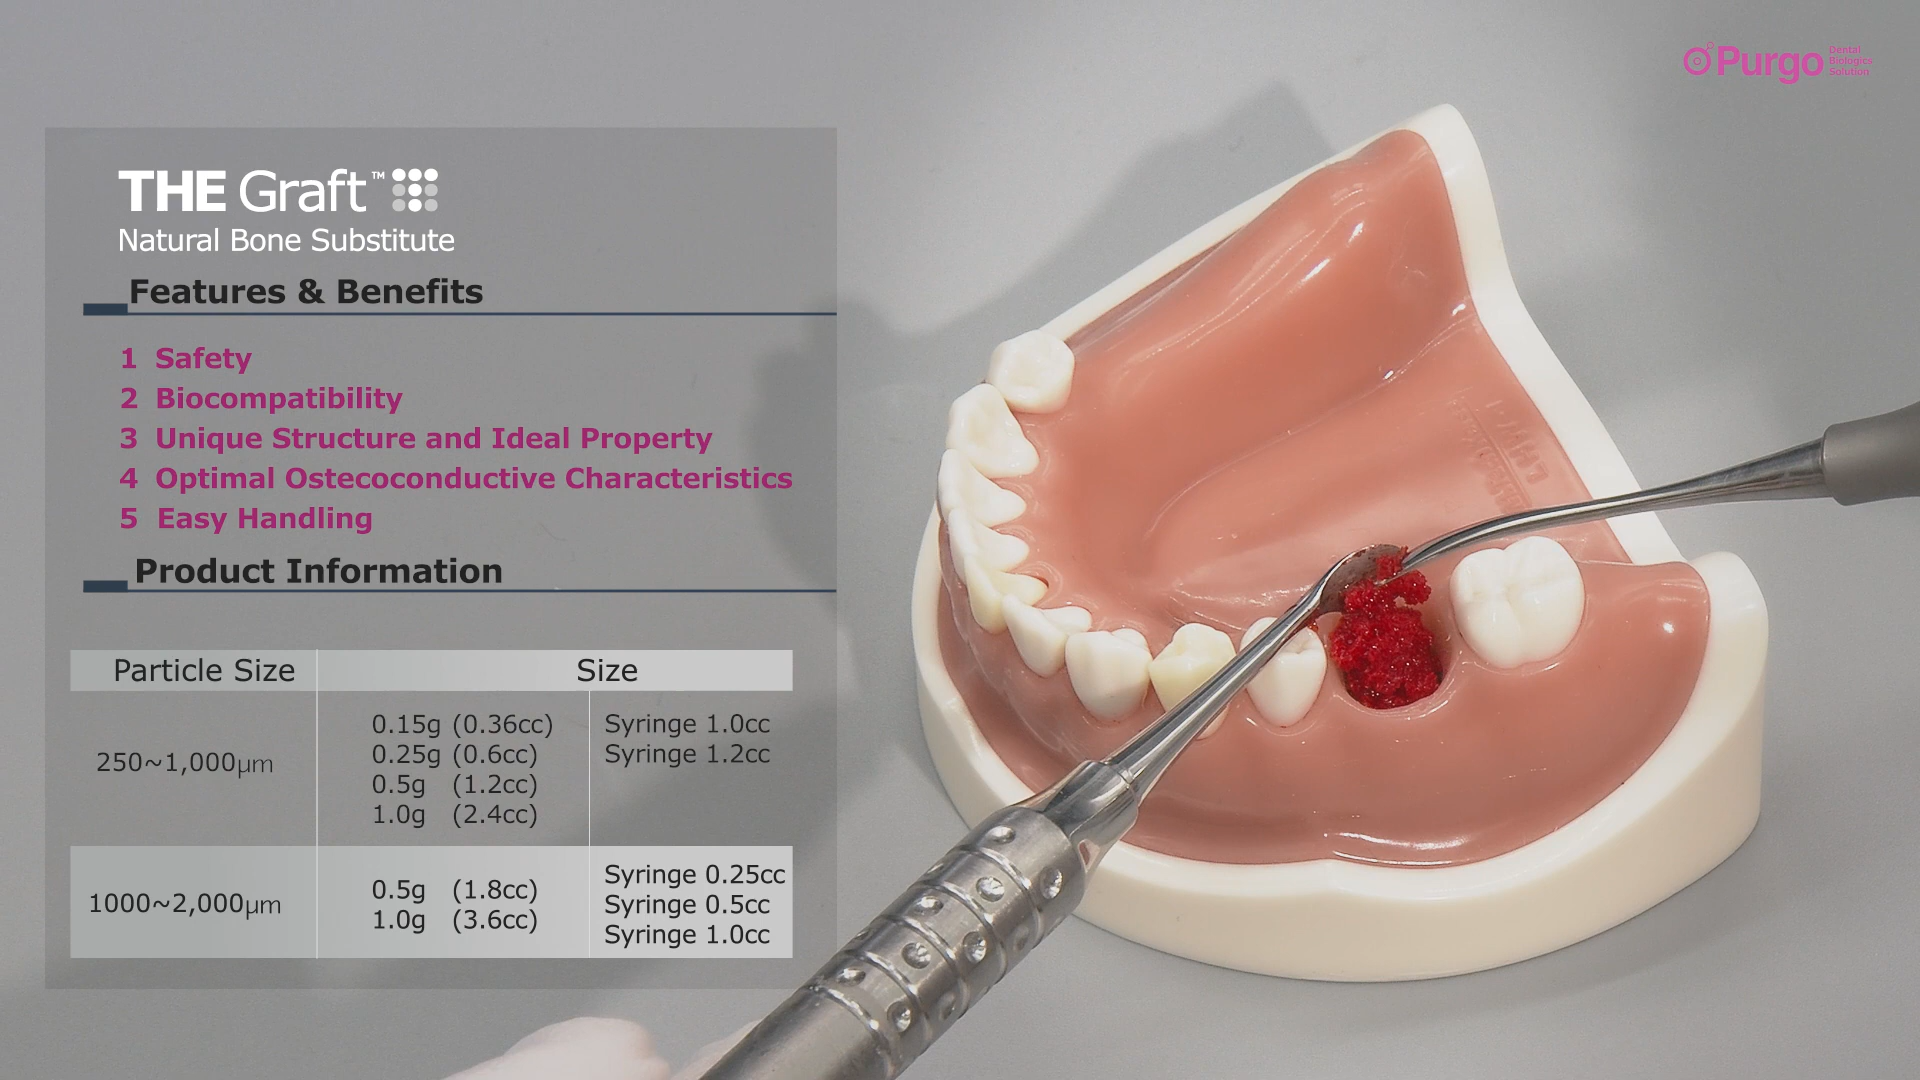 Purgo Dental
Biologics
Solution
THE Graft™
Natural Bone Substitute
Features & Benefits
1 Safety
2 Biocompatibility
3 Unique Structure and Ideal Property
4 Optimal Ostecoconductive Characteristics
5 Easy Handling
Product Information
Particle Size Size
250~1,000µm
0.15g (0.36cc) Syringe 1.0cc
0.25g (0.6cc) Syringe 1.2cc
0.5g (1.2cc)
1.0g (2.4cc)
1000~2,000µm
0.5g (1.8cc)
1.0g (3.6cc)
Syringe 0.25cc
Syringe 0.5cc
Syringe 1.0cc